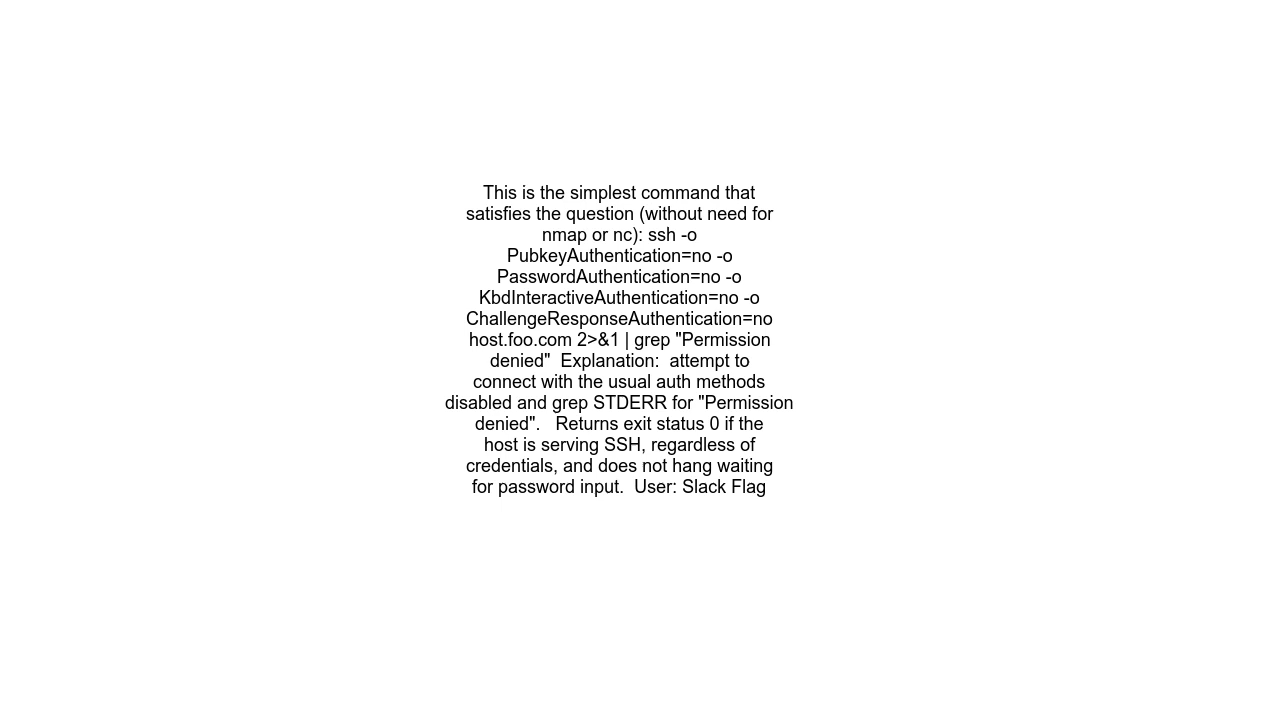 This is the simplest command that
satisfies the question (without need for
nmap or nc): ssh -o
PubkeyAuthentication=no -o
PasswordAuthentication=no -o
KbdInteractiveAuthentication=no -o
ChallengeResponseAuthentication=no
host.foo.com 2>&1 | grep "Permission
denied"  Explanation:  attempt to
connect with the usual auth methods
disabled and grep STDERR for "Permission
denied".   Returns exit status 0 if the
host is serving SSH, regardless of
credentials, and does not hang waiting
for password input.  User: Slack Flag